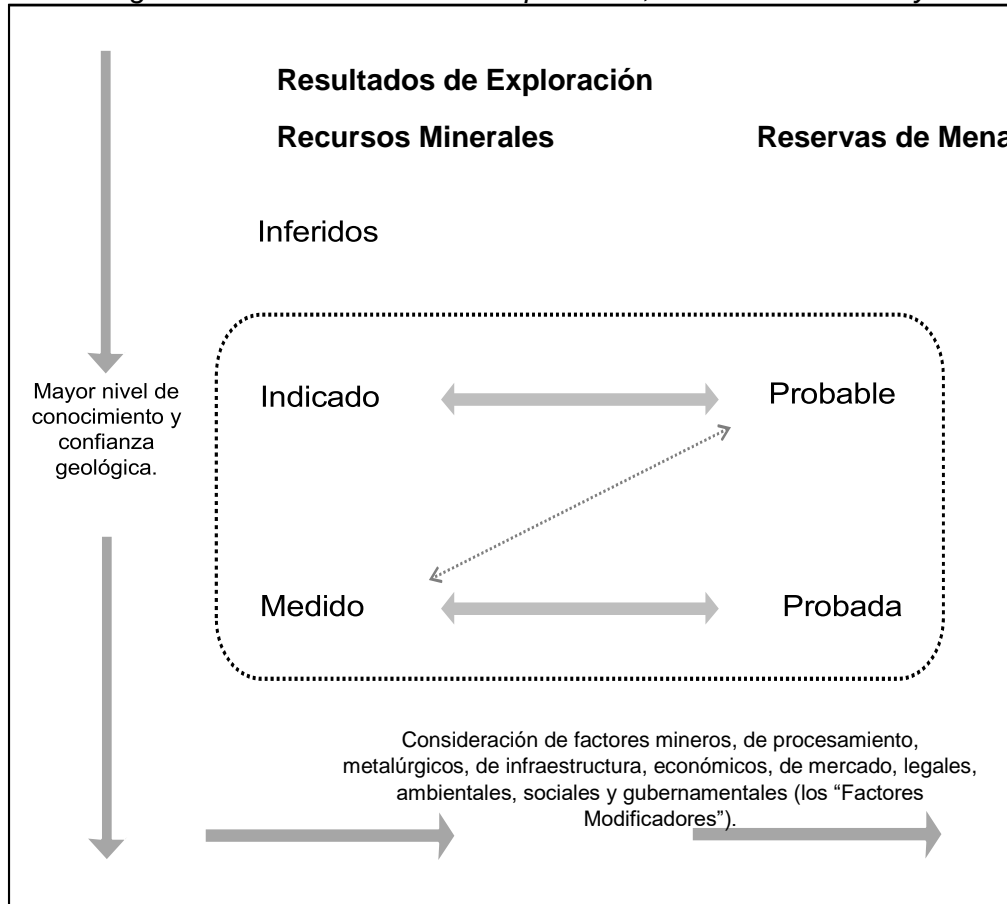 Resultados de Exploración
Recursos Minerales
Reservas de Mena
Inferidos
Mayor nivel de
conocimiento y
confianza
geológica.
Indicado
Probable
Medido
Probada
Consideración de factores mineros, de procesamiento,
metalúrgicos, de infraestructura, económicos, de mercado, legales,
ambientales, sociales y gubernamentales (los “Factores
Modificadores”).